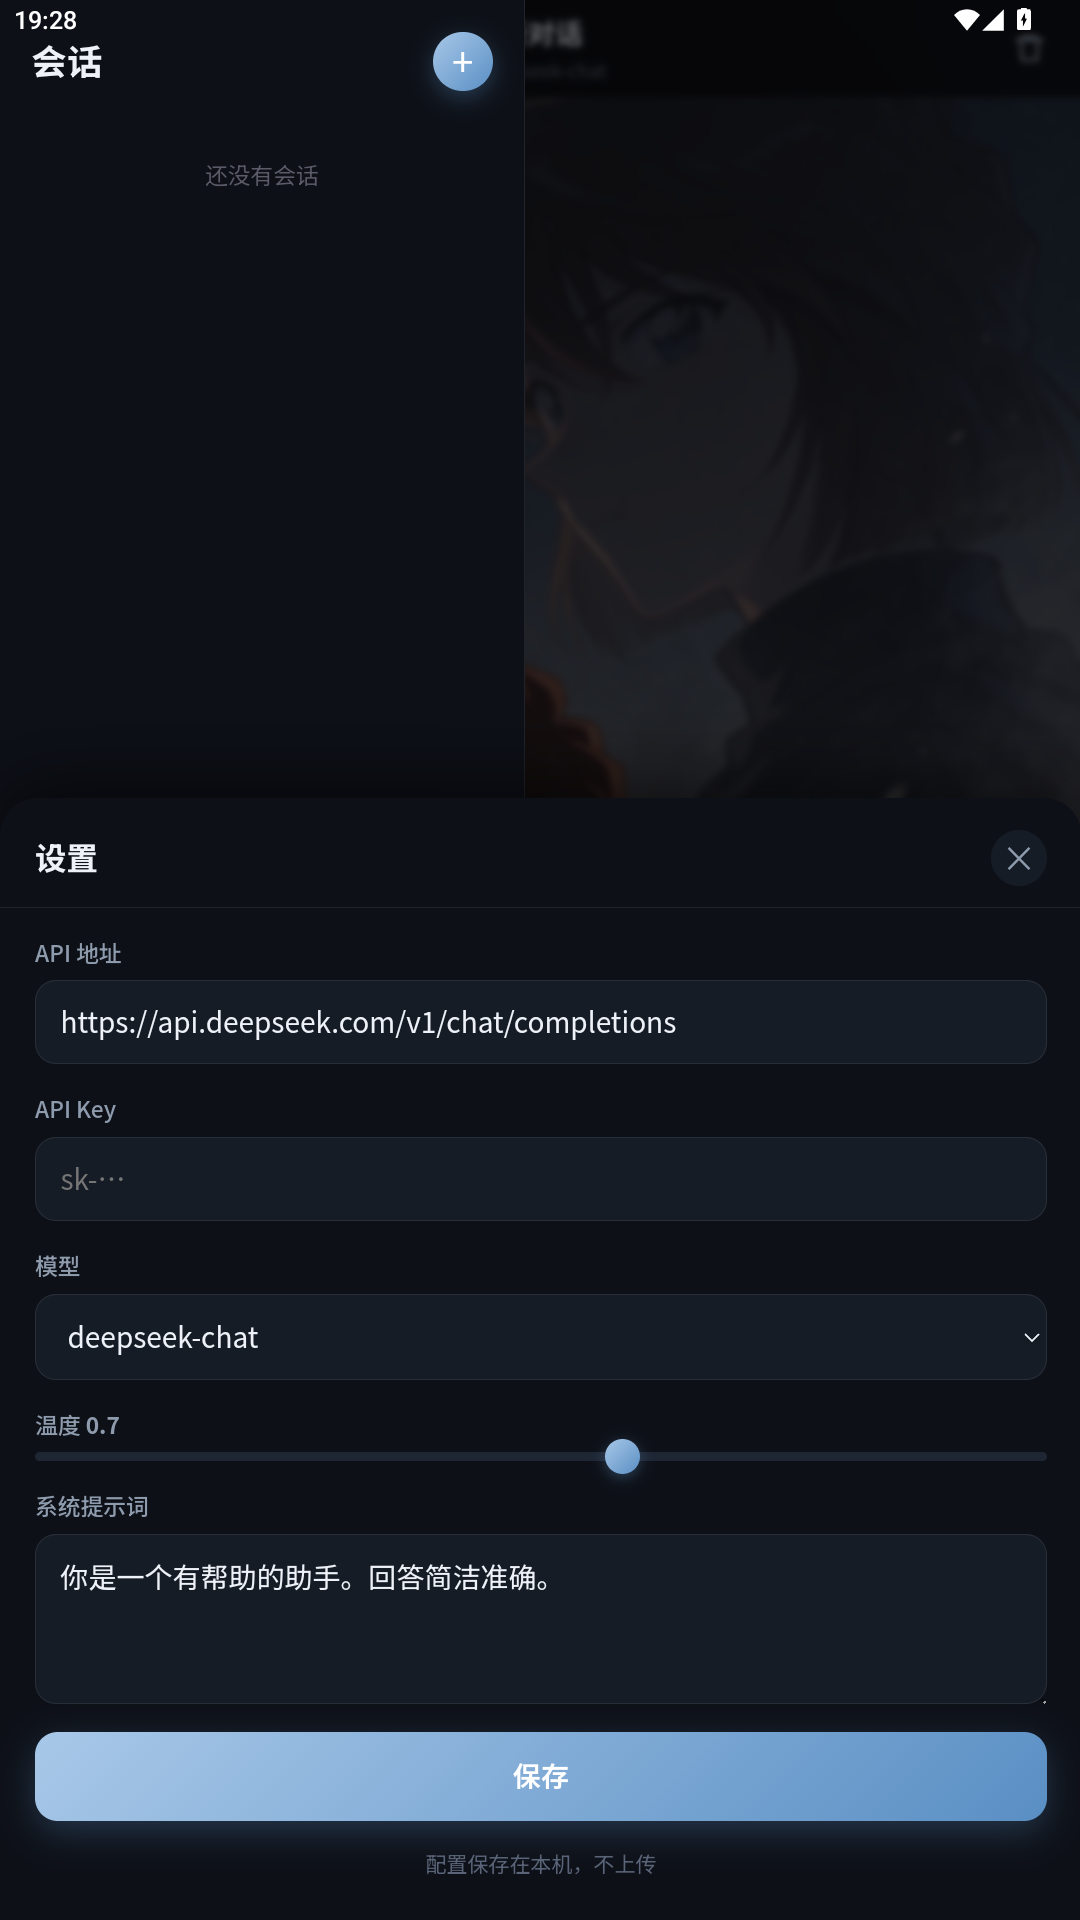 19:28
会话
+
对话
还没有会话
设置
API 地址
https://api.deepseek.com/v1/chat/completions
API Key
sk-···
模型
deepseek-chat
温度 0.7
系统提示词
你是一个有帮助的助手。回答简洁准确。
保存
配置保存在本机，不上传